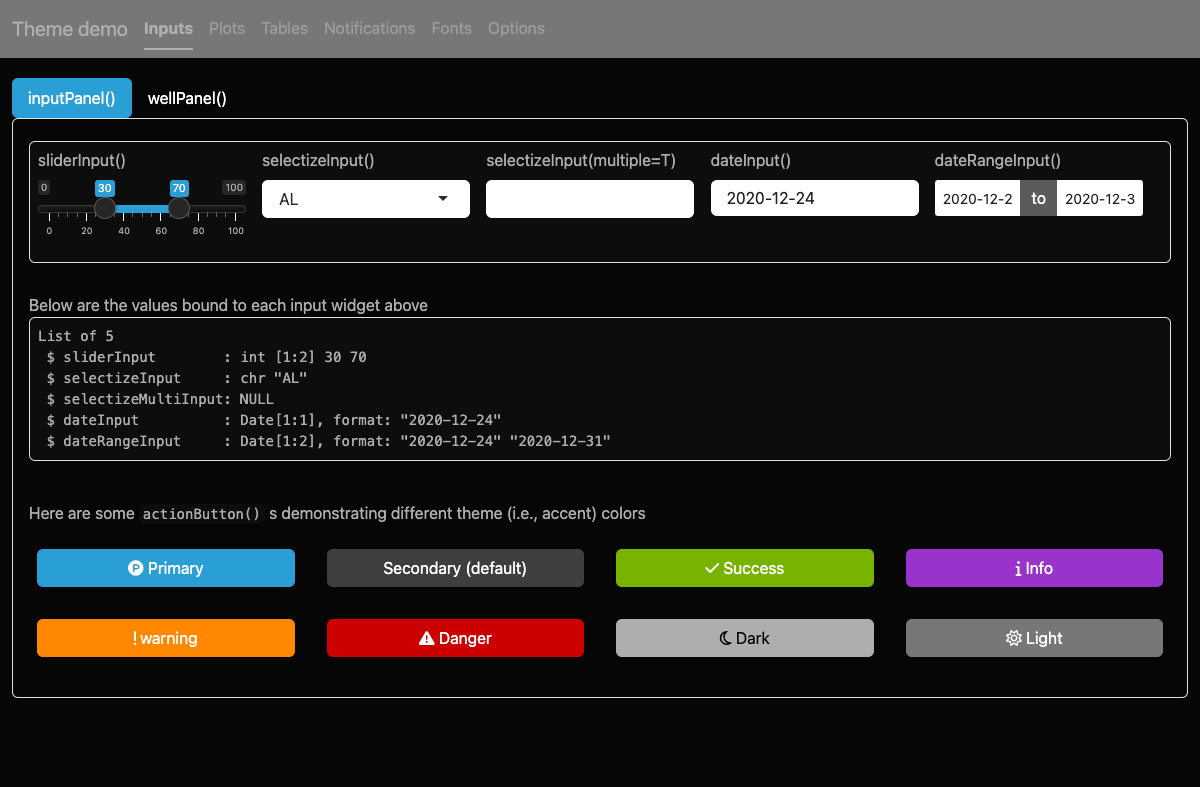 Theme demo Inputs Plots Tables Notifications Fonts Options
inputPanel() wellPanel()
sliderInput() selectizeInput() selectizeInput(multiple=T) dateInput() dateRangeInput()
0 30 70 100
AL 2020-12-24 2020-12-2 to 2020-12-3
0 20 40 60 80 100
Below are the values bound to each input widget above
List of 5
$ sliderInput        : int [1:2] 30 70
$ selectizeInput     : chr "AL"
$ selectizeMultiInput: NULL
$ dateInput          : Date[1:1], format: "2020-12-24"
$ dateRangeInput     : Date[1:2], format: "2020-12-24" "2020-12-31"
Here are some actionButton() s demonstrating different theme (i.e., accent) colors
Primary Secondary (default) Success Info
warning Danger Dark Light